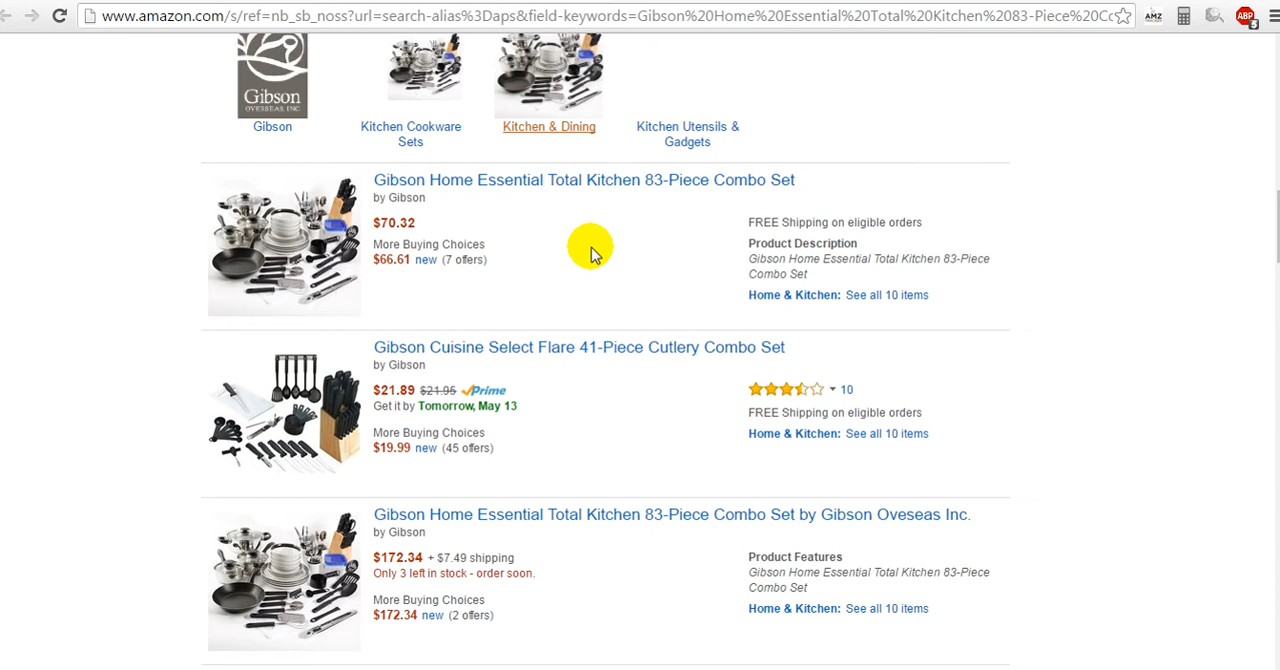 www.amazon.com/s/ref=nb_sb_noss?url=search-alias%3Daps&field-keywords=Gibson%20Home%20Essential%20Total%20Kitchen%2083-Piece%20Co
AMZ
ABP
5
Gibson
OVERSEAS INC
Gibson
Kitchen Cookware
Sets
Kitchen & Dining
Kitchen Utensils &
Gadgets
Gibson Home Essential Total Kitchen 83-Piece Combo Set
by Gibson
$70.32
FREE Shipping on eligible orders
More Buying Choices
$66.61 new (7 offers)
Product Description
Gibson Home Essential Total Kitchen 83-Piece
Combo Set
Home & Kitchen: See all 10 items
Gibson Cuisine Select Flare 41-Piece Cutlery Combo Set
by Gibson
$21.89 $21.95 Prime
Get it by Tomorrow, May 13
More Buying Choices
$19.99 new (45 offers)
10
FREE Shipping on eligible orders
Home & Kitchen: See all 10 items
Gibson Home Essential Total Kitchen 83-Piece Combo Set by Gibson Oveseas Inc.
by Gibson
$172.34 + $7.49 shipping
Only 3 left in stock - order soon.
More Buying Choices
$172.34 new (2 offers)
Product Features
Gibson Home Essential Total Kitchen 83-Piece
Combo Set
Home & Kitchen: See all 10 items